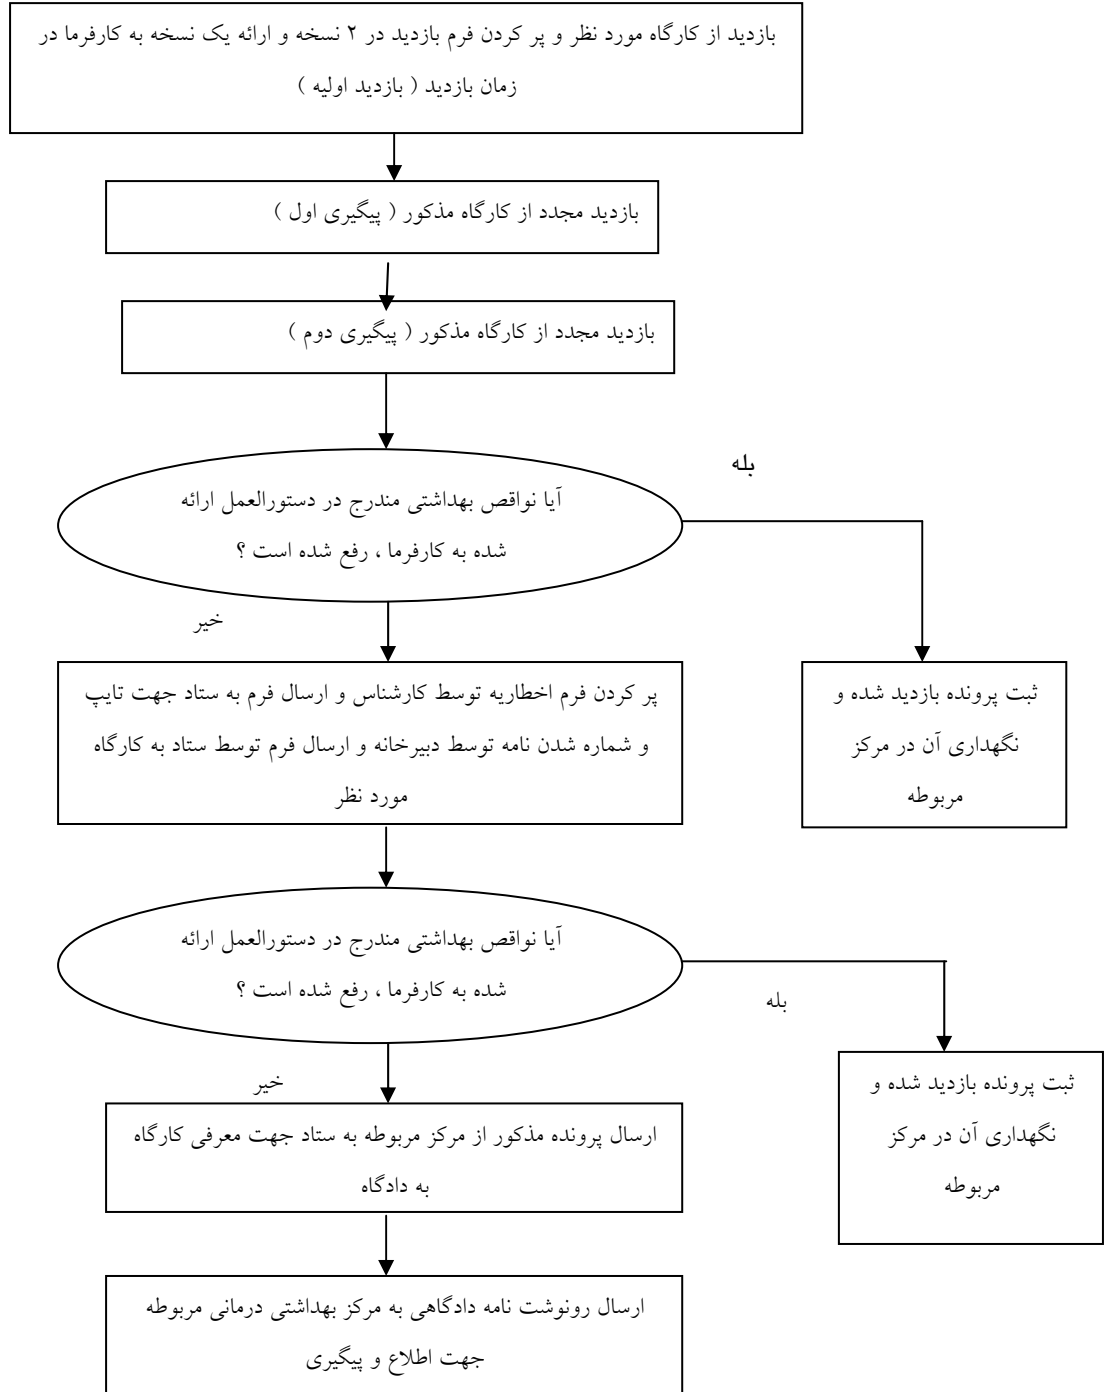 بازدید از کارگاه مورد نظر و پر کردن فرم بازدید در ۲ نسخه و ارائه یک نسخه به کارفرما در
زمان بازدید ( بازدید اولیه )
بازدید مجدد از کارگاه مذکور ( پیگیری اول )
بازدید مجدد از کارگاه مذکور ( پیگیری دوم )
بله
آیا نواقص بهداشتی مندرج در دستورالعمل ارائه
شده به کارفرما ، رفع شده است ؟
خیر
ثبت پرونده بازدید شده و
نگهداری آن در مرکز
مربوطه
پر کردن فرم اخطاریه توسط کارشناس و ارسال فرم به ستاد جهت تایپ
و شماره شدن نامه توسط دبیرخانه و ارسال فرم توسط ستاد به کارگاه
مورد نظر
آیا نواقص بهداشتی مندرج در دستورالعمل ارائه
شده به کارفرما ، رفع شده است ؟
بله
خیر
ثبت پرونده بازدید شده و
نگهداری آن در مرکز
مربوطه
ارسال پرونده مذکور از مرکز مربوطه به ستاد جهت معرفی کارگاه
به دادگاه
ارسال رونوشت نامه دادگاهی به مرکز بهداشتی درمانی مربوطه
جهت اطلاع و پیگیری